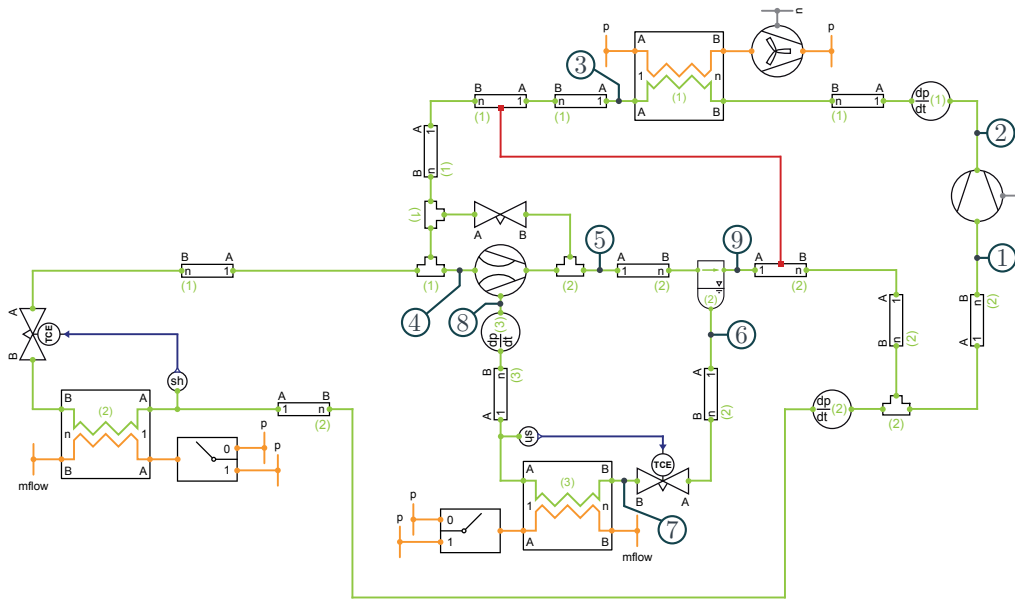 n
p p
A B
3
1 n
B A B A B A dp/dt (1)
n 1 n 1 (1) n 1
A B
(1) (1) (1)
2
A 1
B n (1)
(1)
A B
5 9 1
B A A B A B
n 1 1 n 1 n
(1) (1) (2) (2) (2)
4 8
A TCE B
dp/dt (3)
6
A n B (2)
B n A (2)
sh
B n A 1 (3)
A 1 B n (2)
B (2) A
A B
1 n
(2)
dp/dt (2)
(2)
n 1
B A
0 p
1 p
mflow
sh
TCE
A (3) B
B A
1 n
7
p 0
p 1
A B
mflow